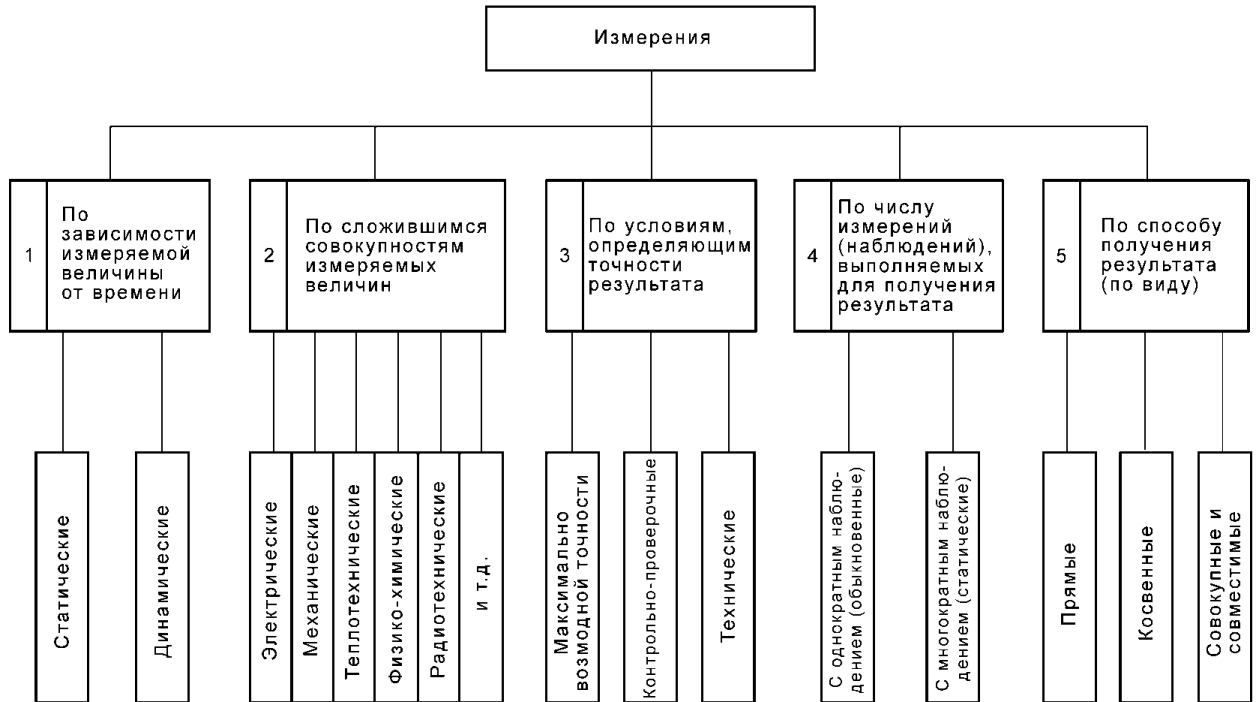 Измерения
1
По
зависимости
измеряемой
величины
от времени
2
По сложившимся
совокупностям
измеряемых
величин
3
По условиям,
определяющим
точности
результата
4
По числу
измерений
(наблюдений),
выполняемых
для получения
результата
5
По способу
получения
результата
(по виду)
Статические
Динамические
Электрические
Механические
Теплотехнические
Физико-химические
Радиотехнические
и т.д.
Максимально
возмодной точности
Контрольно-проверочные
Технические
С однократным наблю-
дением (обыкновенные)
С многократным наблю-
дением (статические)
Прямые
Косвенные
Совокупные и
совместимые